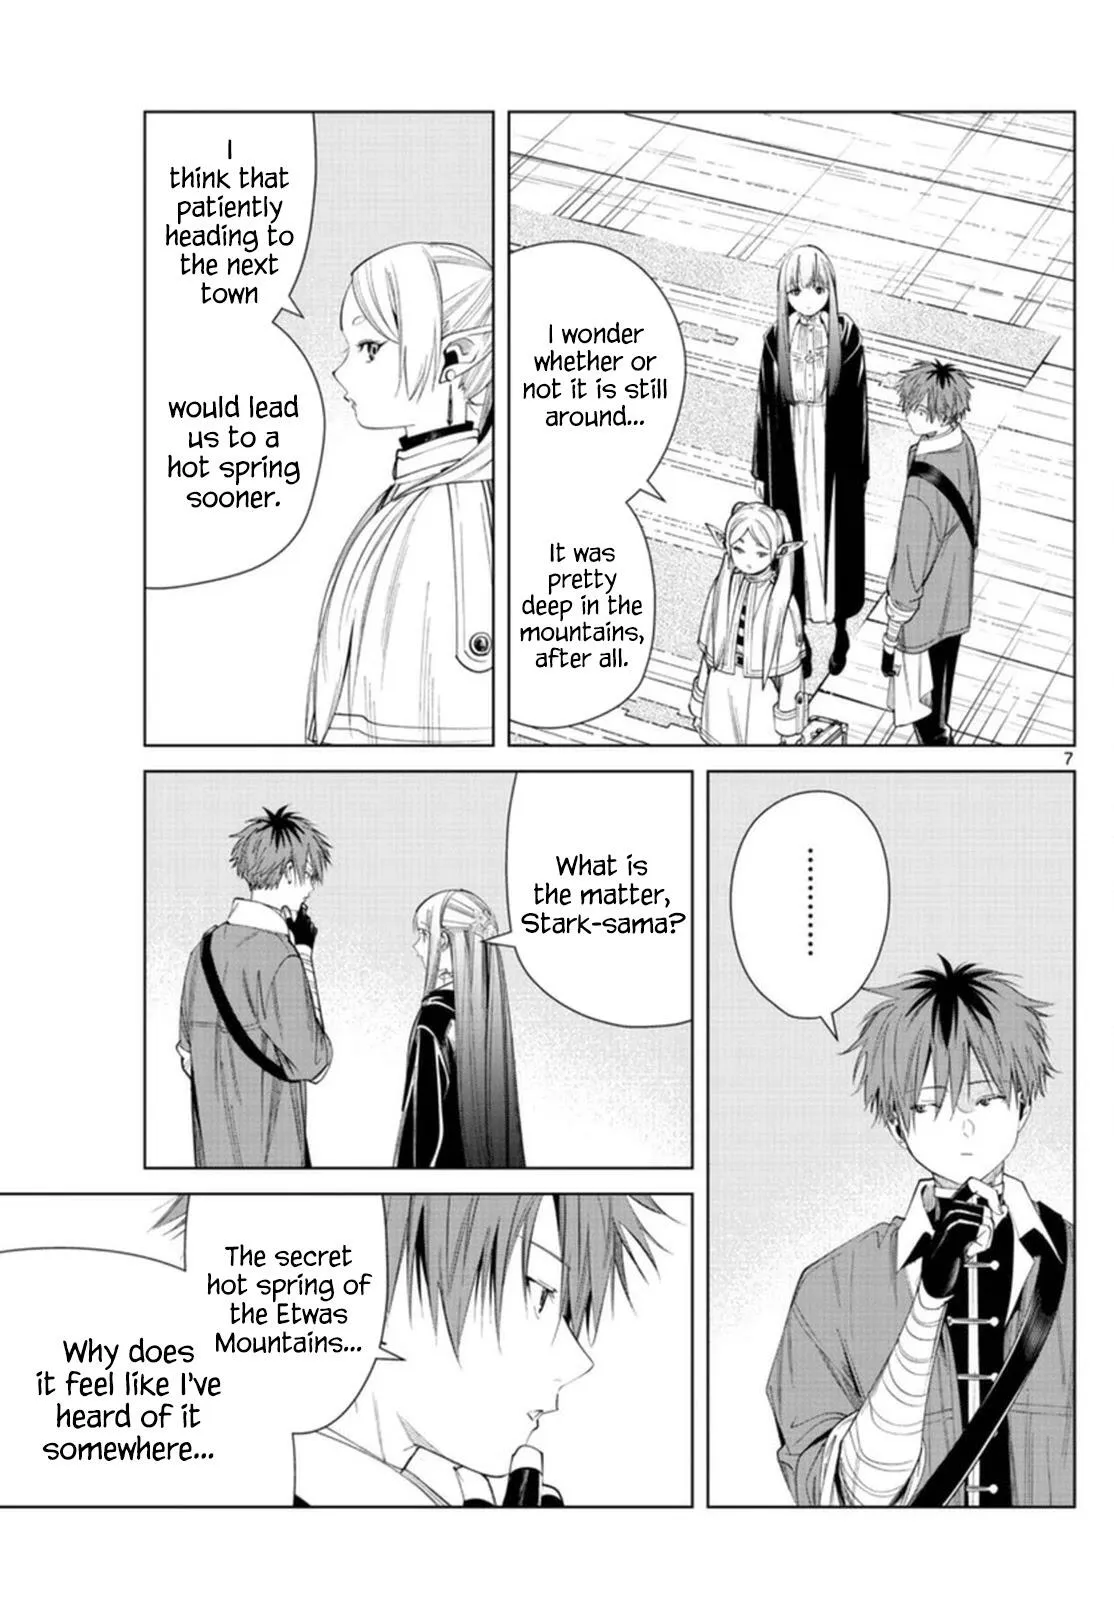 I wonder
whether or
not it is still
around...
It was
pretty
deep in the
mountains,
after all.
I
think that
patiently
heading to
the next
town
would lead
us to a
hot spring
sooner.
7
..........
What is
the matter,
Stark-sama?
The secret
hot spring of
the Etwas
Mountains...
Why does
it feel like I've
heard of it
somewhere...